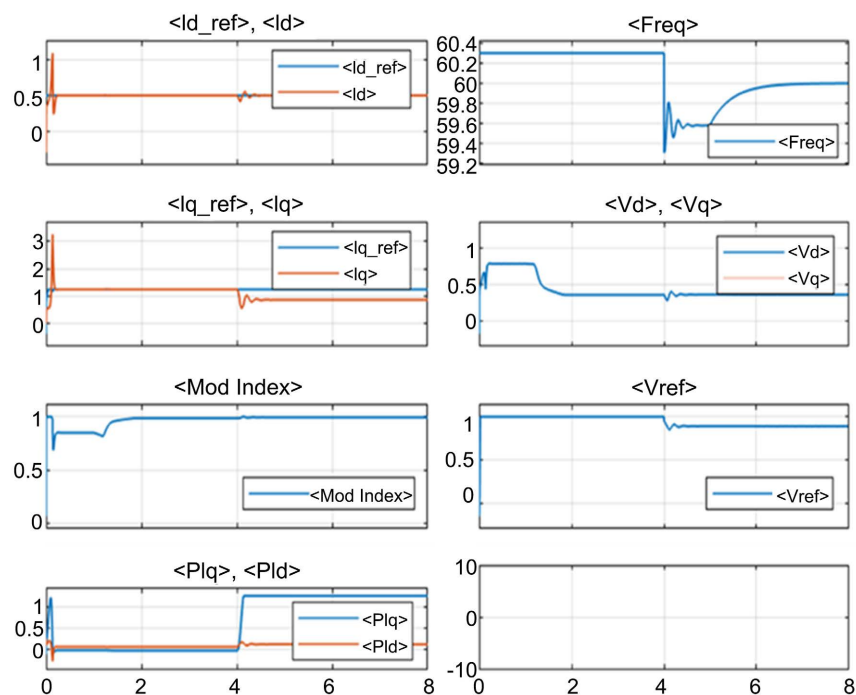 <Id_ref>, <Id>
1
0.5
0
<Id_ref>
<Id>
<Freq>
60.4
60.2
60
59.8
59.6
59.4
59.2
<Freq>
<Iq_ref>, <Iq>
3
2
1
0
<Iq_ref>
<Iq>
<Vd>, <Vq>
1
0.5
0
<Vd>
<Vq>
<Mod Index>
1
0.5
0
<Mod Index>
<Vref>
1
0.5
0
<Vref>
<PIq>, <PId>
1
0.5
0
<PIq>
<PId>
0 2 4 6 8
10
0
-10
0 2 4 6 8